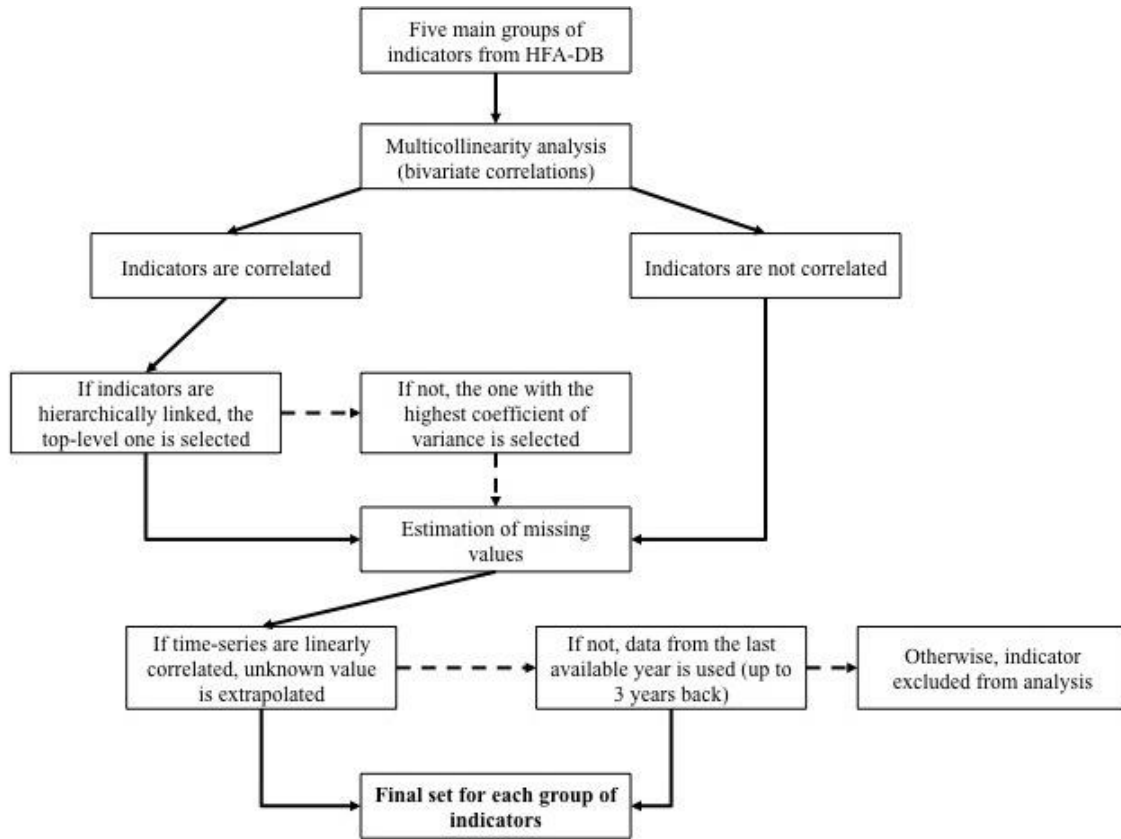 Five main groups of
indicators from HFA-DB
Multicollinearity analysis
(bivariate correlations)
Indicators are correlated
Indicators are not correlated
If indicators are
hierarchically linked, the
top-level one is selected
If not, the one with the
highest coefficient of
variance is selected
Estimation of missing
values
If time-series are linearly
correlated, unknown value
is extrapolated
If not, data from the last
available year is used (up to
3 years back)
Otherwise, indicator
excluded from analysis
Final set for each group of
indicators